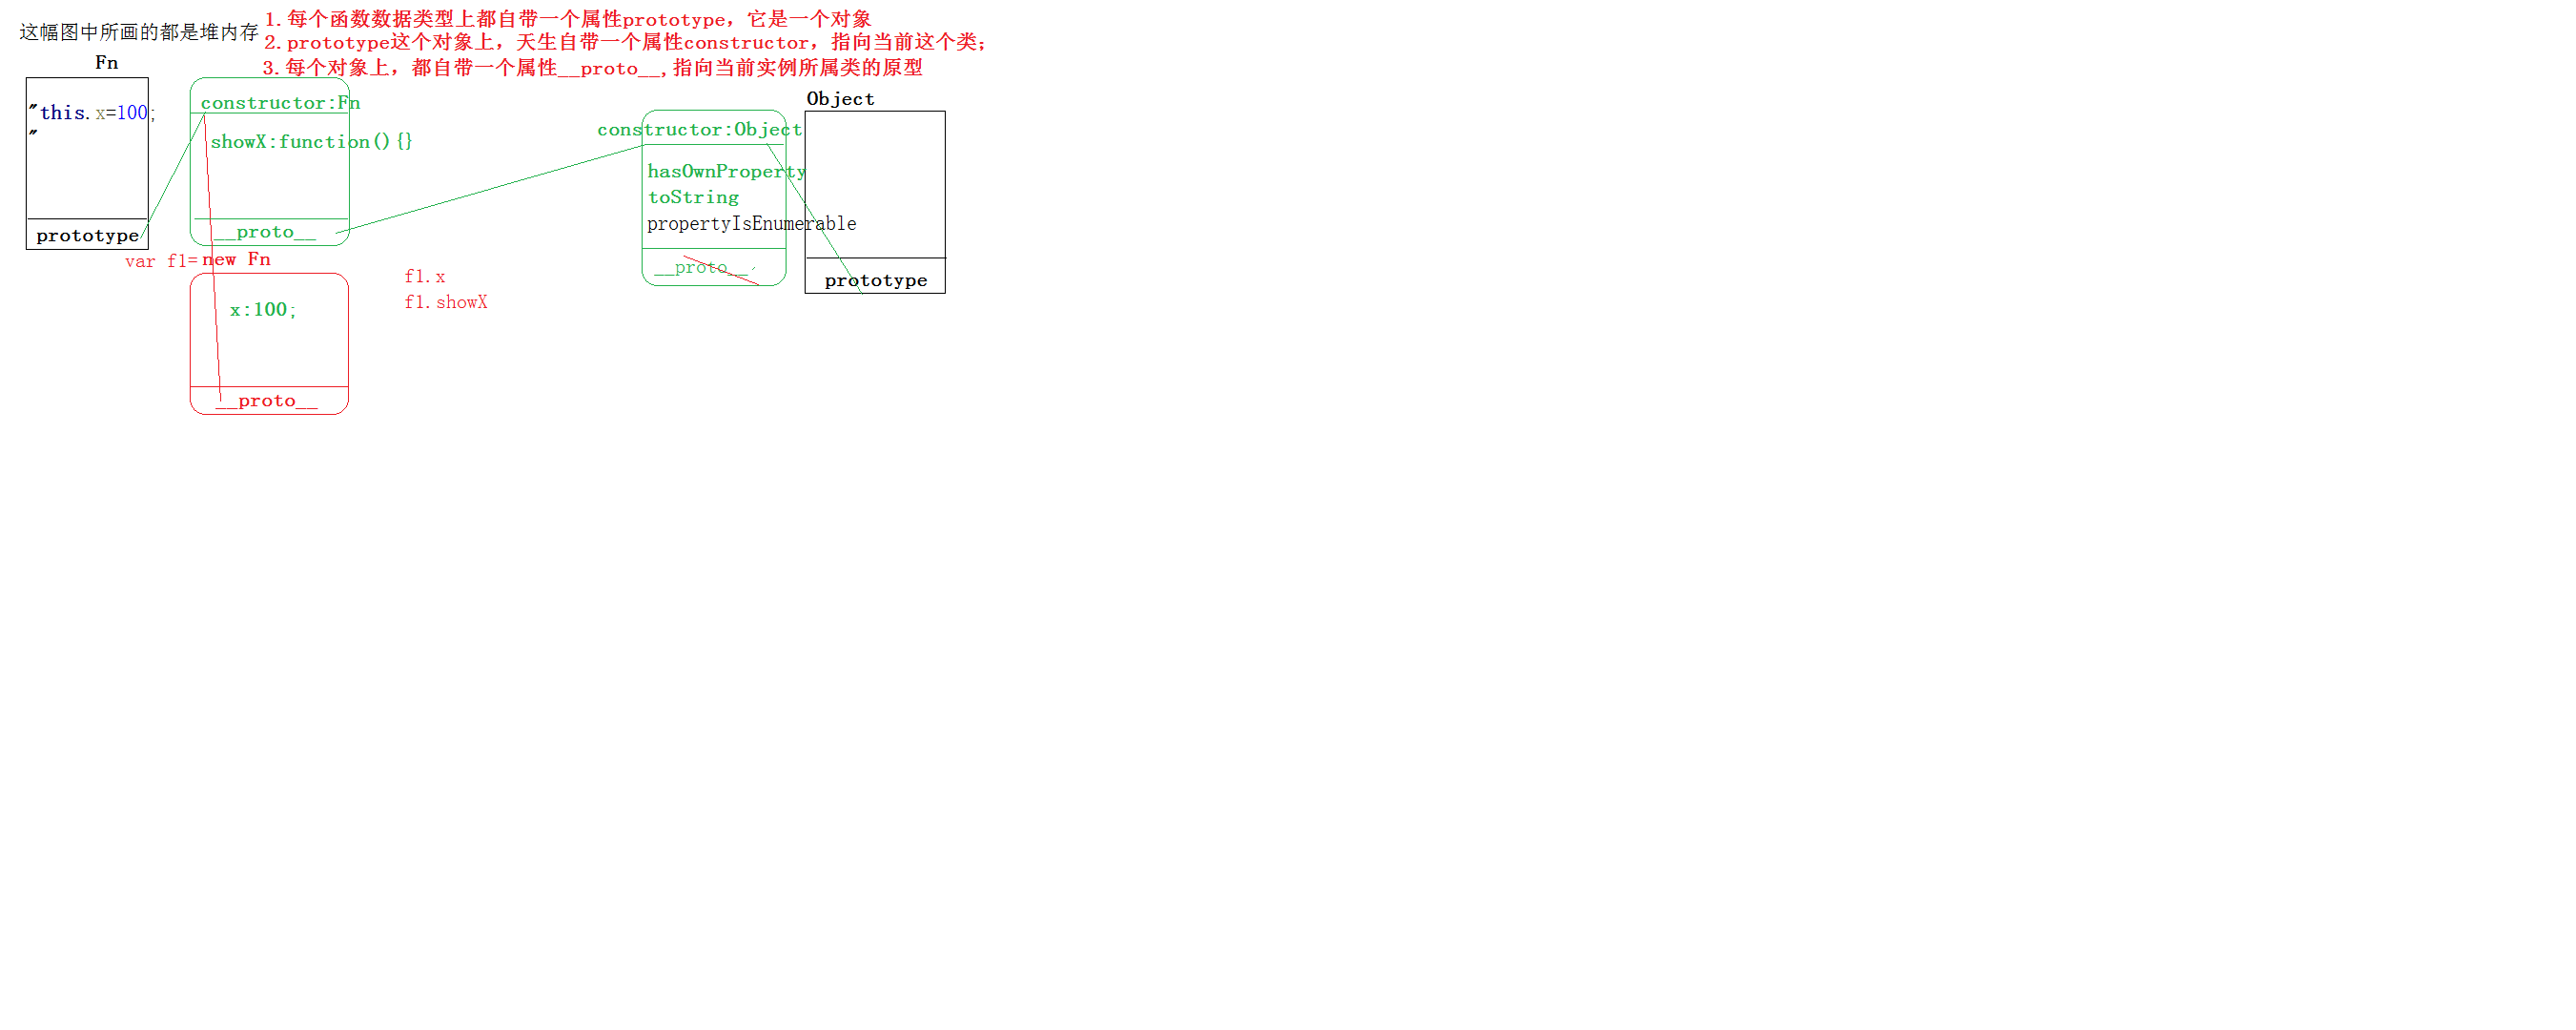 这幅图中所画的都是堆内存
1.每个函数数据类型上都自带一个属性prototype，它是一个对象
2.prototype这个对象上，天生自带一个属性constructor，指向当前这个类；
3.每个对象上，都自带一个属性__proto__,指向当前实例所属类的原型
Fn
"this.x=100;
"
prototype
constructor:Fn
showX:function(){}
__proto__
var f1=new Fn
x:100;
__proto__
f1.x
f1.showX
constructor:Object
hasOwnProperty
toString
propertyIsEnumerable
__proto__
Object
prototype